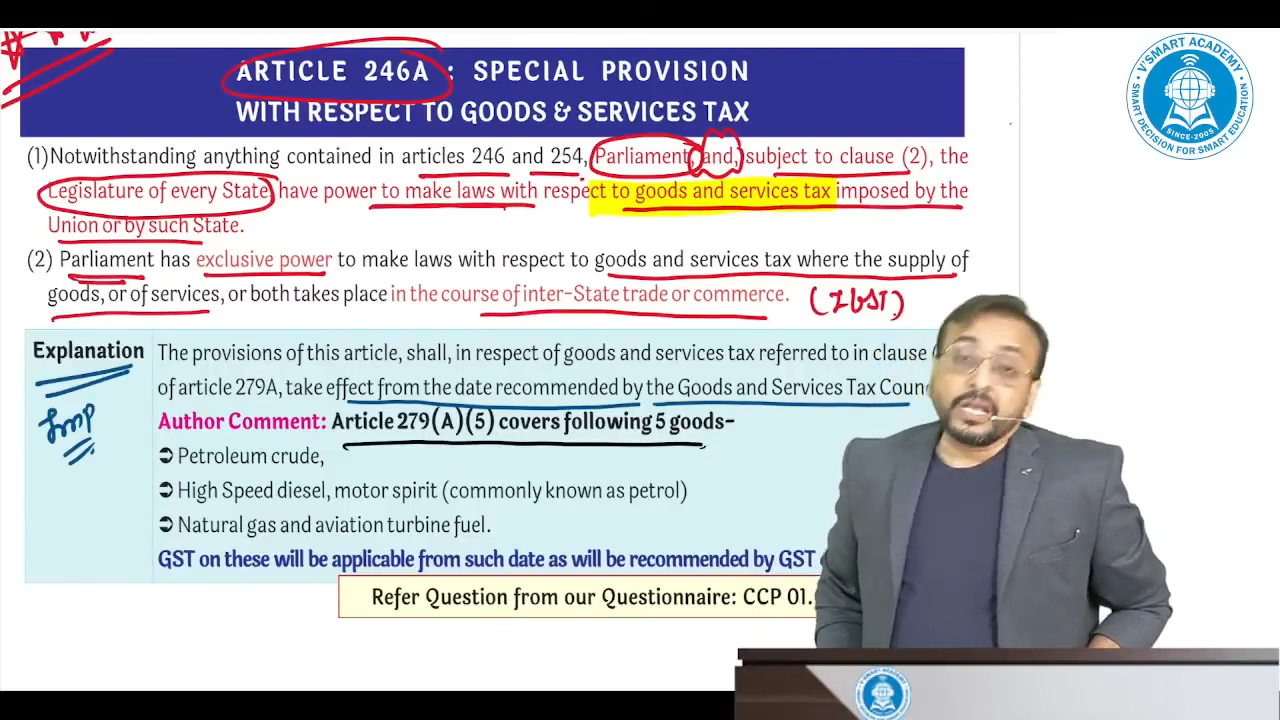 ARTICLE 246A : SPECIAL PROVISION
WITH RESPECT TO GOODS & SERVICES TAX
(1)Notwithstanding anything contained in articles 246 and 254, Parliament, and, subject to clause (2), the
Legislature of every State, have power to make laws with respect to goods and services tax imposed by the
Union or by such State.
(2) Parliament has exclusive power to make laws with respect to goods and services tax where the supply of
goods, or of services, or both takes place in the course of inter-State trade or commerce. (IGST)
Explanation
Imp
The provisions of this article, shall, in respect of goods and services tax referred to in clause
of article 279A, take effect from the date recommended by the Goods and Services Tax Coun
Author Comment: Article 279(A)(5) covers following 5 goods-
➲ Petroleum crude,
➲ High Speed diesel, motor spirit (commonly known as petrol)
➲ Natural gas and aviation turbine fuel.
GST on these will be applicable from such date as will be recommended by GST
Refer Question from our Questionnaire: CCP 01.
V'SMART ACADEMY
SMART DECISION FOR SMART EDUCATION
SINCE-2005